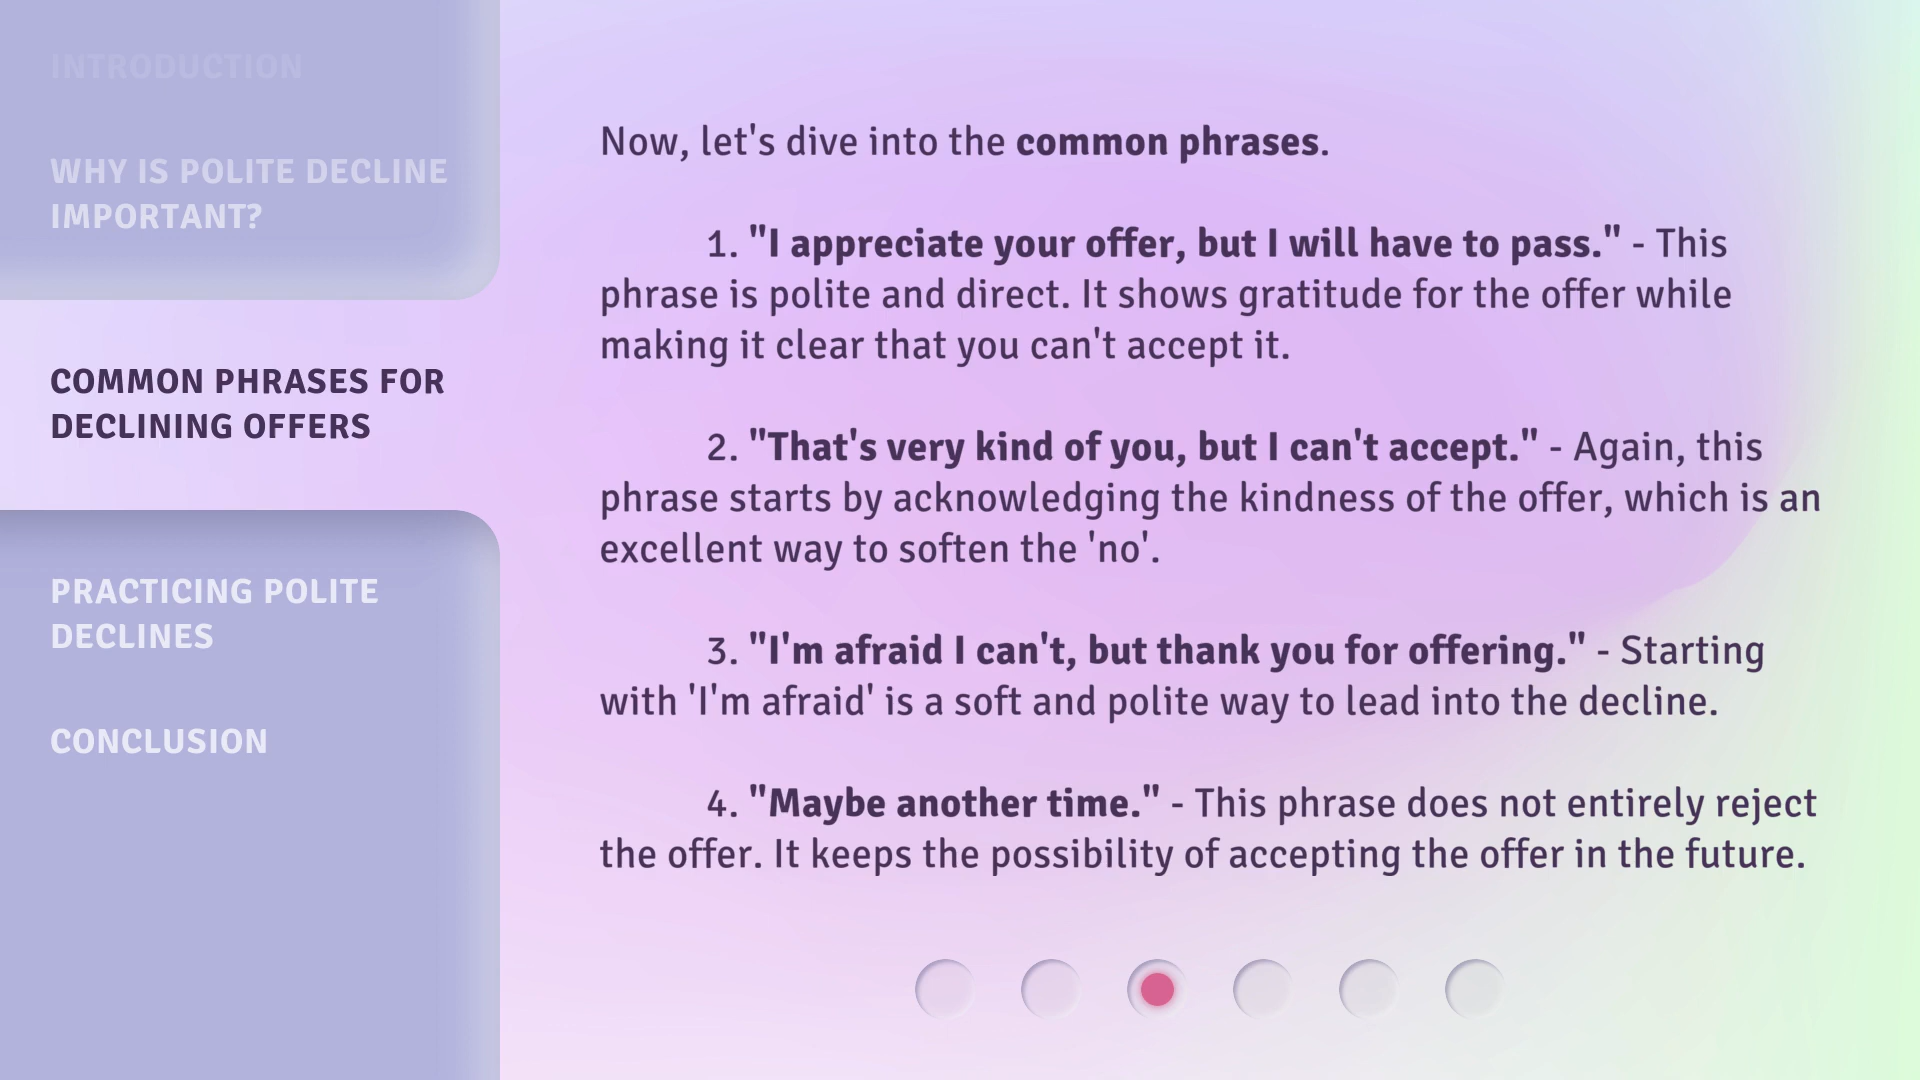 INTRODUCTION
WHY IS POLITE DECLINE
IMPORTANT?
COMMON PHRASES FOR
DECLINING OFFERS
PRACTICING POLITE
DECLINES
CONCLUSION
Now, let's dive into the common phrases.
1. "I appreciate your offer, but I will have to pass." - This
phrase is polite and direct. It shows gratitude for the offer while
making it clear that you can't accept it.
2. "That's very kind of you, but I can't accept." - Again, this
phrase starts by acknowledging the kindness of the offer, which is an
excellent way to soften the 'no'.
3. "I'm afraid I can't, but thank you for offering." - Starting
with 'I'm afraid' is a soft and polite way to lead into the decline.
4. "Maybe another time." - This phrase does not entirely reject
the offer. It keeps the possibility of accepting the offer in the future.